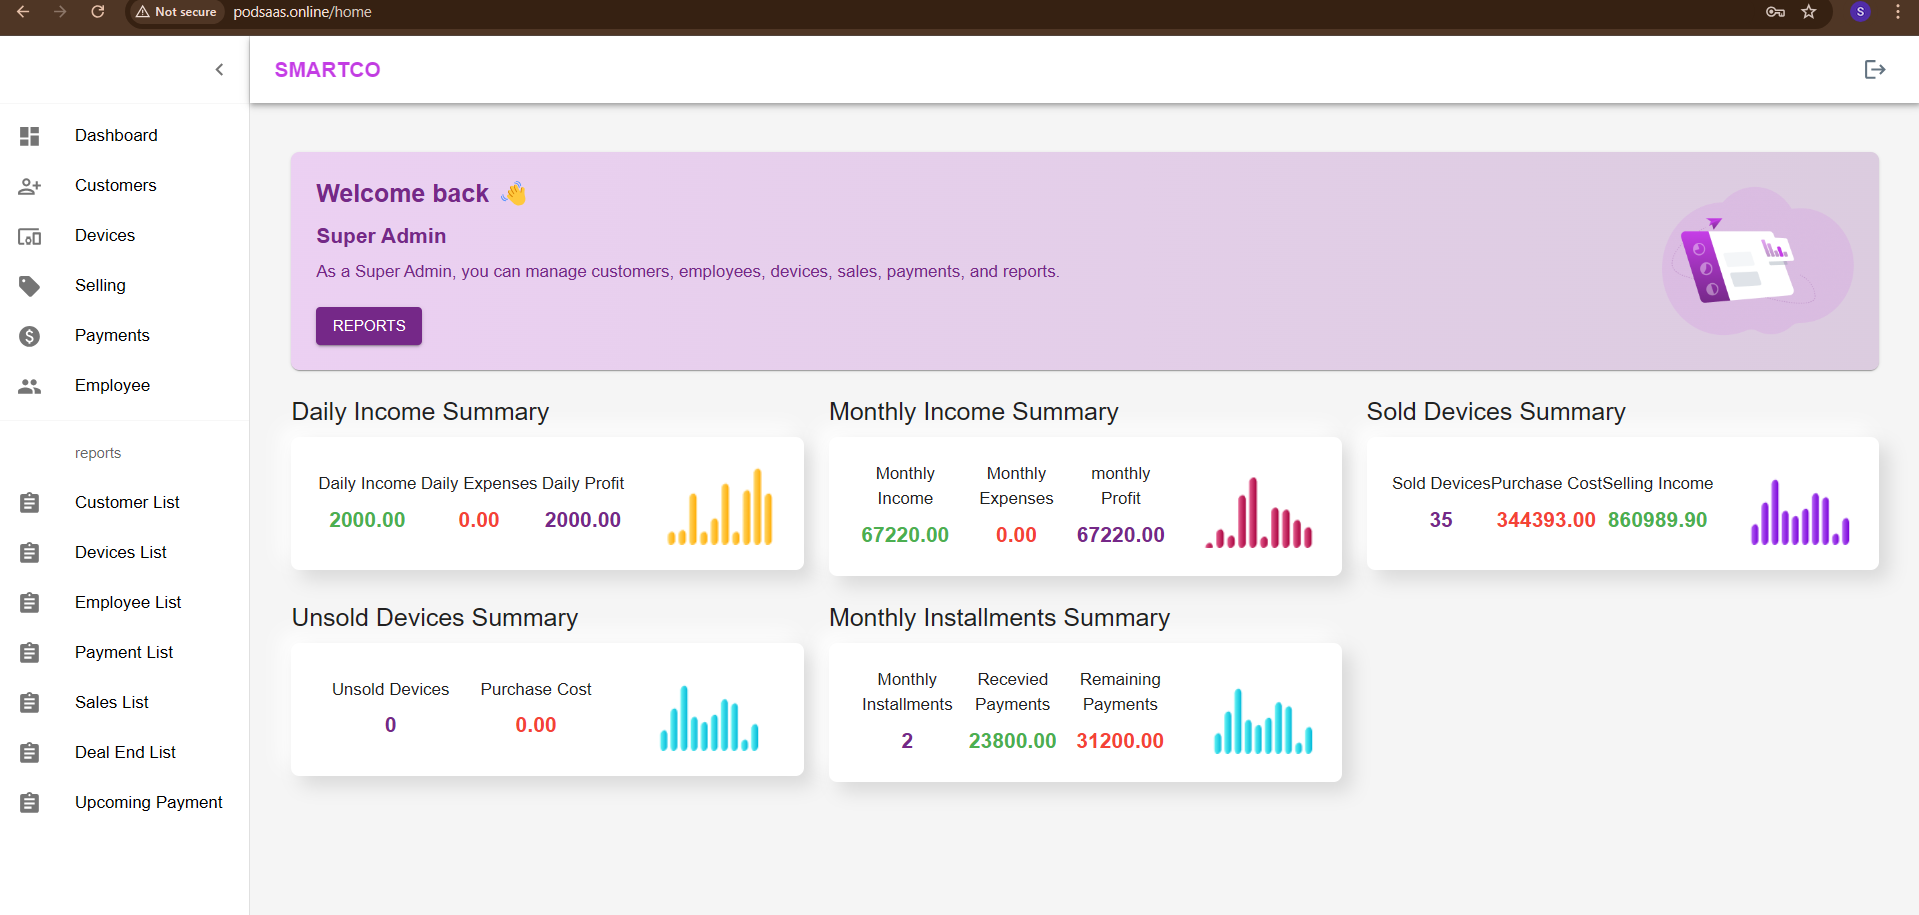 Not secure
podsaas.online/home
S
SMARTCO
Dashboard
Customers
Devices
Selling
Payments
Employee
reports
Customer List
Devices List
Employee List
Payment List
Sales List
Deal End List
Upcoming Payment
Welcome back 👋
Super Admin
As a Super Admin, you can manage customers, employees, devices, sales, payments, and reports.
REPORTS
Daily Income Summary
Daily Income Daily Expenses Daily Profit
2000.00 0.00 2000.00
Monthly Income Summary
Monthly Monthly monthly
Income Expenses Profit
67220.00 0.00 67220.00
Sold Devices Summary
Sold Devices Purchase Cost Selling Income
35 344393.00 860989.90
Unsold Devices Summary
Unsold Devices Purchase Cost
0 0.00
Monthly Installments Summary
Monthly Recevied Remaining
Installments Payments Payments
2 23800.00 31200.00